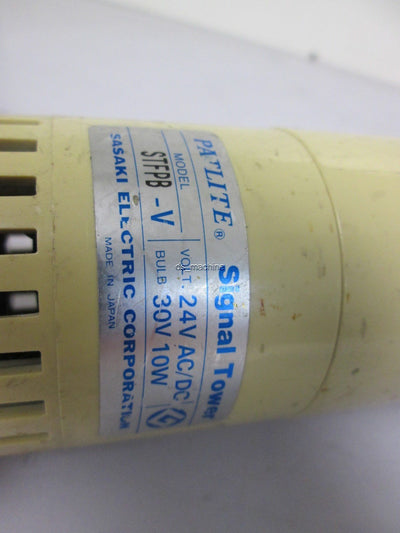 PATLITE® Signal Tower
MODEL STFPB-V VOLT. 24V AC/DC
BULB 30V 10W
SASAKI ELECTRIC CORPORATION
MADE IN JAPAN